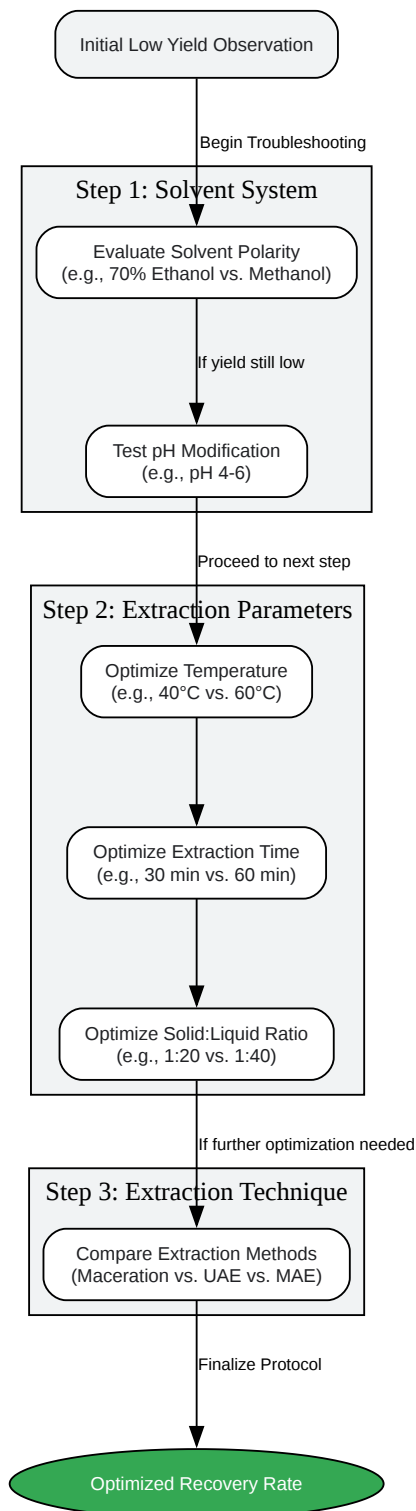 Initial Low Yield Observation
Begin Troubleshooting
Step 1: Solvent System
Evaluate Solvent Polarity
(e.g., 70% Ethanol vs. Methanol)
If yield still low
Test pH Modification
(e.g., pH 4-6)
Proceed to next step
Step 2: Extraction Parameters
Optimize Temperature
(e.g., 40°C vs. 60°C)
Optimize Extraction Time
(e.g., 30 min vs. 60 min)
Optimize Solid:Liquid Ratio
(e.g., 1:20 vs. 1:40)
If further optimization needed
Step 3: Extraction Technique
Compare Extraction Methods
(Maceration vs. UAE vs. MAE)
Finalize Protocol
Optimized Recovery Rate